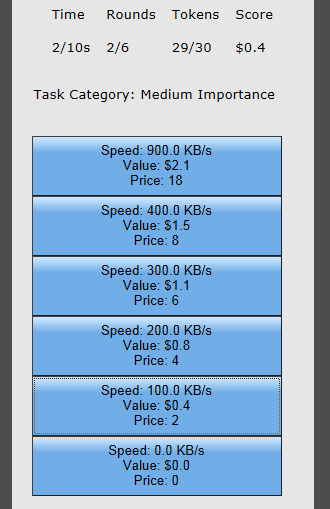 Time Rounds Tokens Score
2/10s 2/6 29/30 $0.4
Task Category: Medium Importance
Speed: 900.0 KB/s
Value: $2.1
Price: 18
Speed: 400.0 KB/s
Value: $1.5
Price: 8
Speed: 300.0 KB/s
Value: $1.1
Price: 6
Speed: 200.0 KB/s
Value: $0.8
Price: 4
Speed: 100.0 KB/s
Value: $0.4
Price: 2
Speed: 0.0 KB/s
Value: $0.0
Price: 0